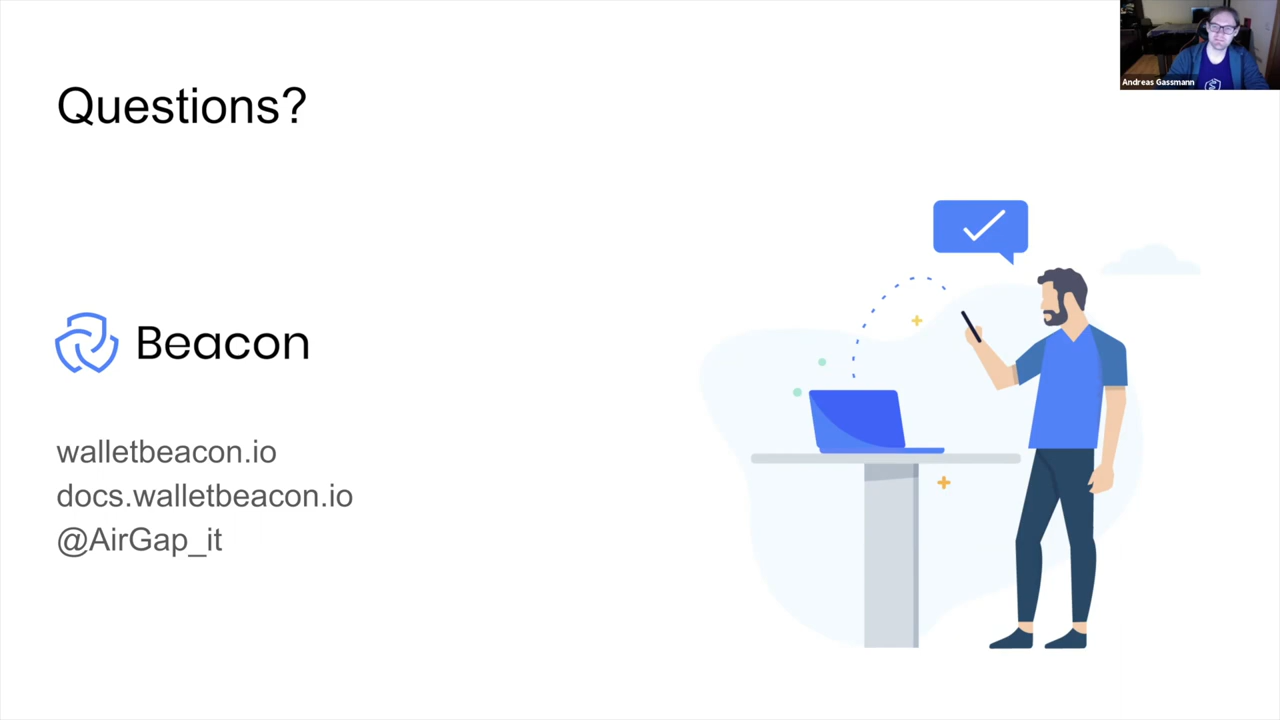 Andreas Gassmann
Questions?
Beacon
walletbeacon.io
docs.walletbeacon.io
@AirGap_it